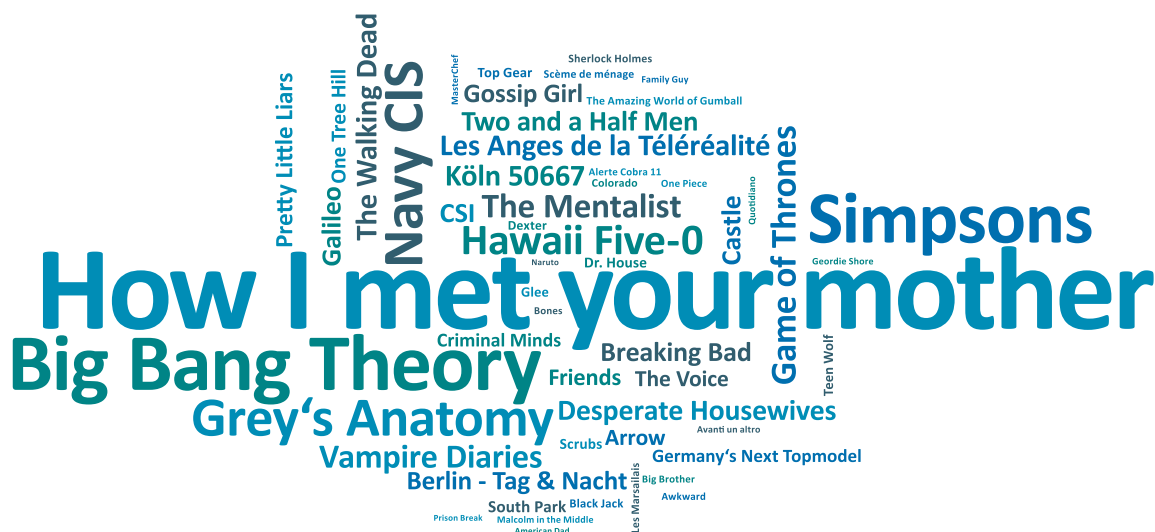 Sherlock Holmes
MasterChef
Top Gear
Scème de ménage
Family Guy
Gossip Girl
The Amazing World of Gumball
Two and a Half Men
Les Anges de la Téléréalité
Pretty Little Liars
One Tree Hill
Galileo
The Walking Dead
Navy CIS
Köln 50667
Alerte Cobra 11
Colorado
One Piece
CSI
The Mentalist
Dexter
Hawaii Five-0
Castle
Quotidiano
Game of Thrones
Simpsons
Naruto
Dr. House
Geordie Shore
How I met your mother
Glee
Bones
Big Bang Theory
Criminal Minds
Breaking Bad
Teen Wolf
Friends
The Voice
Grey‘s Anatomy
Desperate Housewives
Avanti un altro
Scrubs
Arrow
Vampire Diaries
Germany‘s Next Topmodel
Berlin - Tag & Nacht
Les Marsailais
Big Brother
Awkward
South Park
Black Jack
Prison Break
Malcolm in the Middle
American Dad